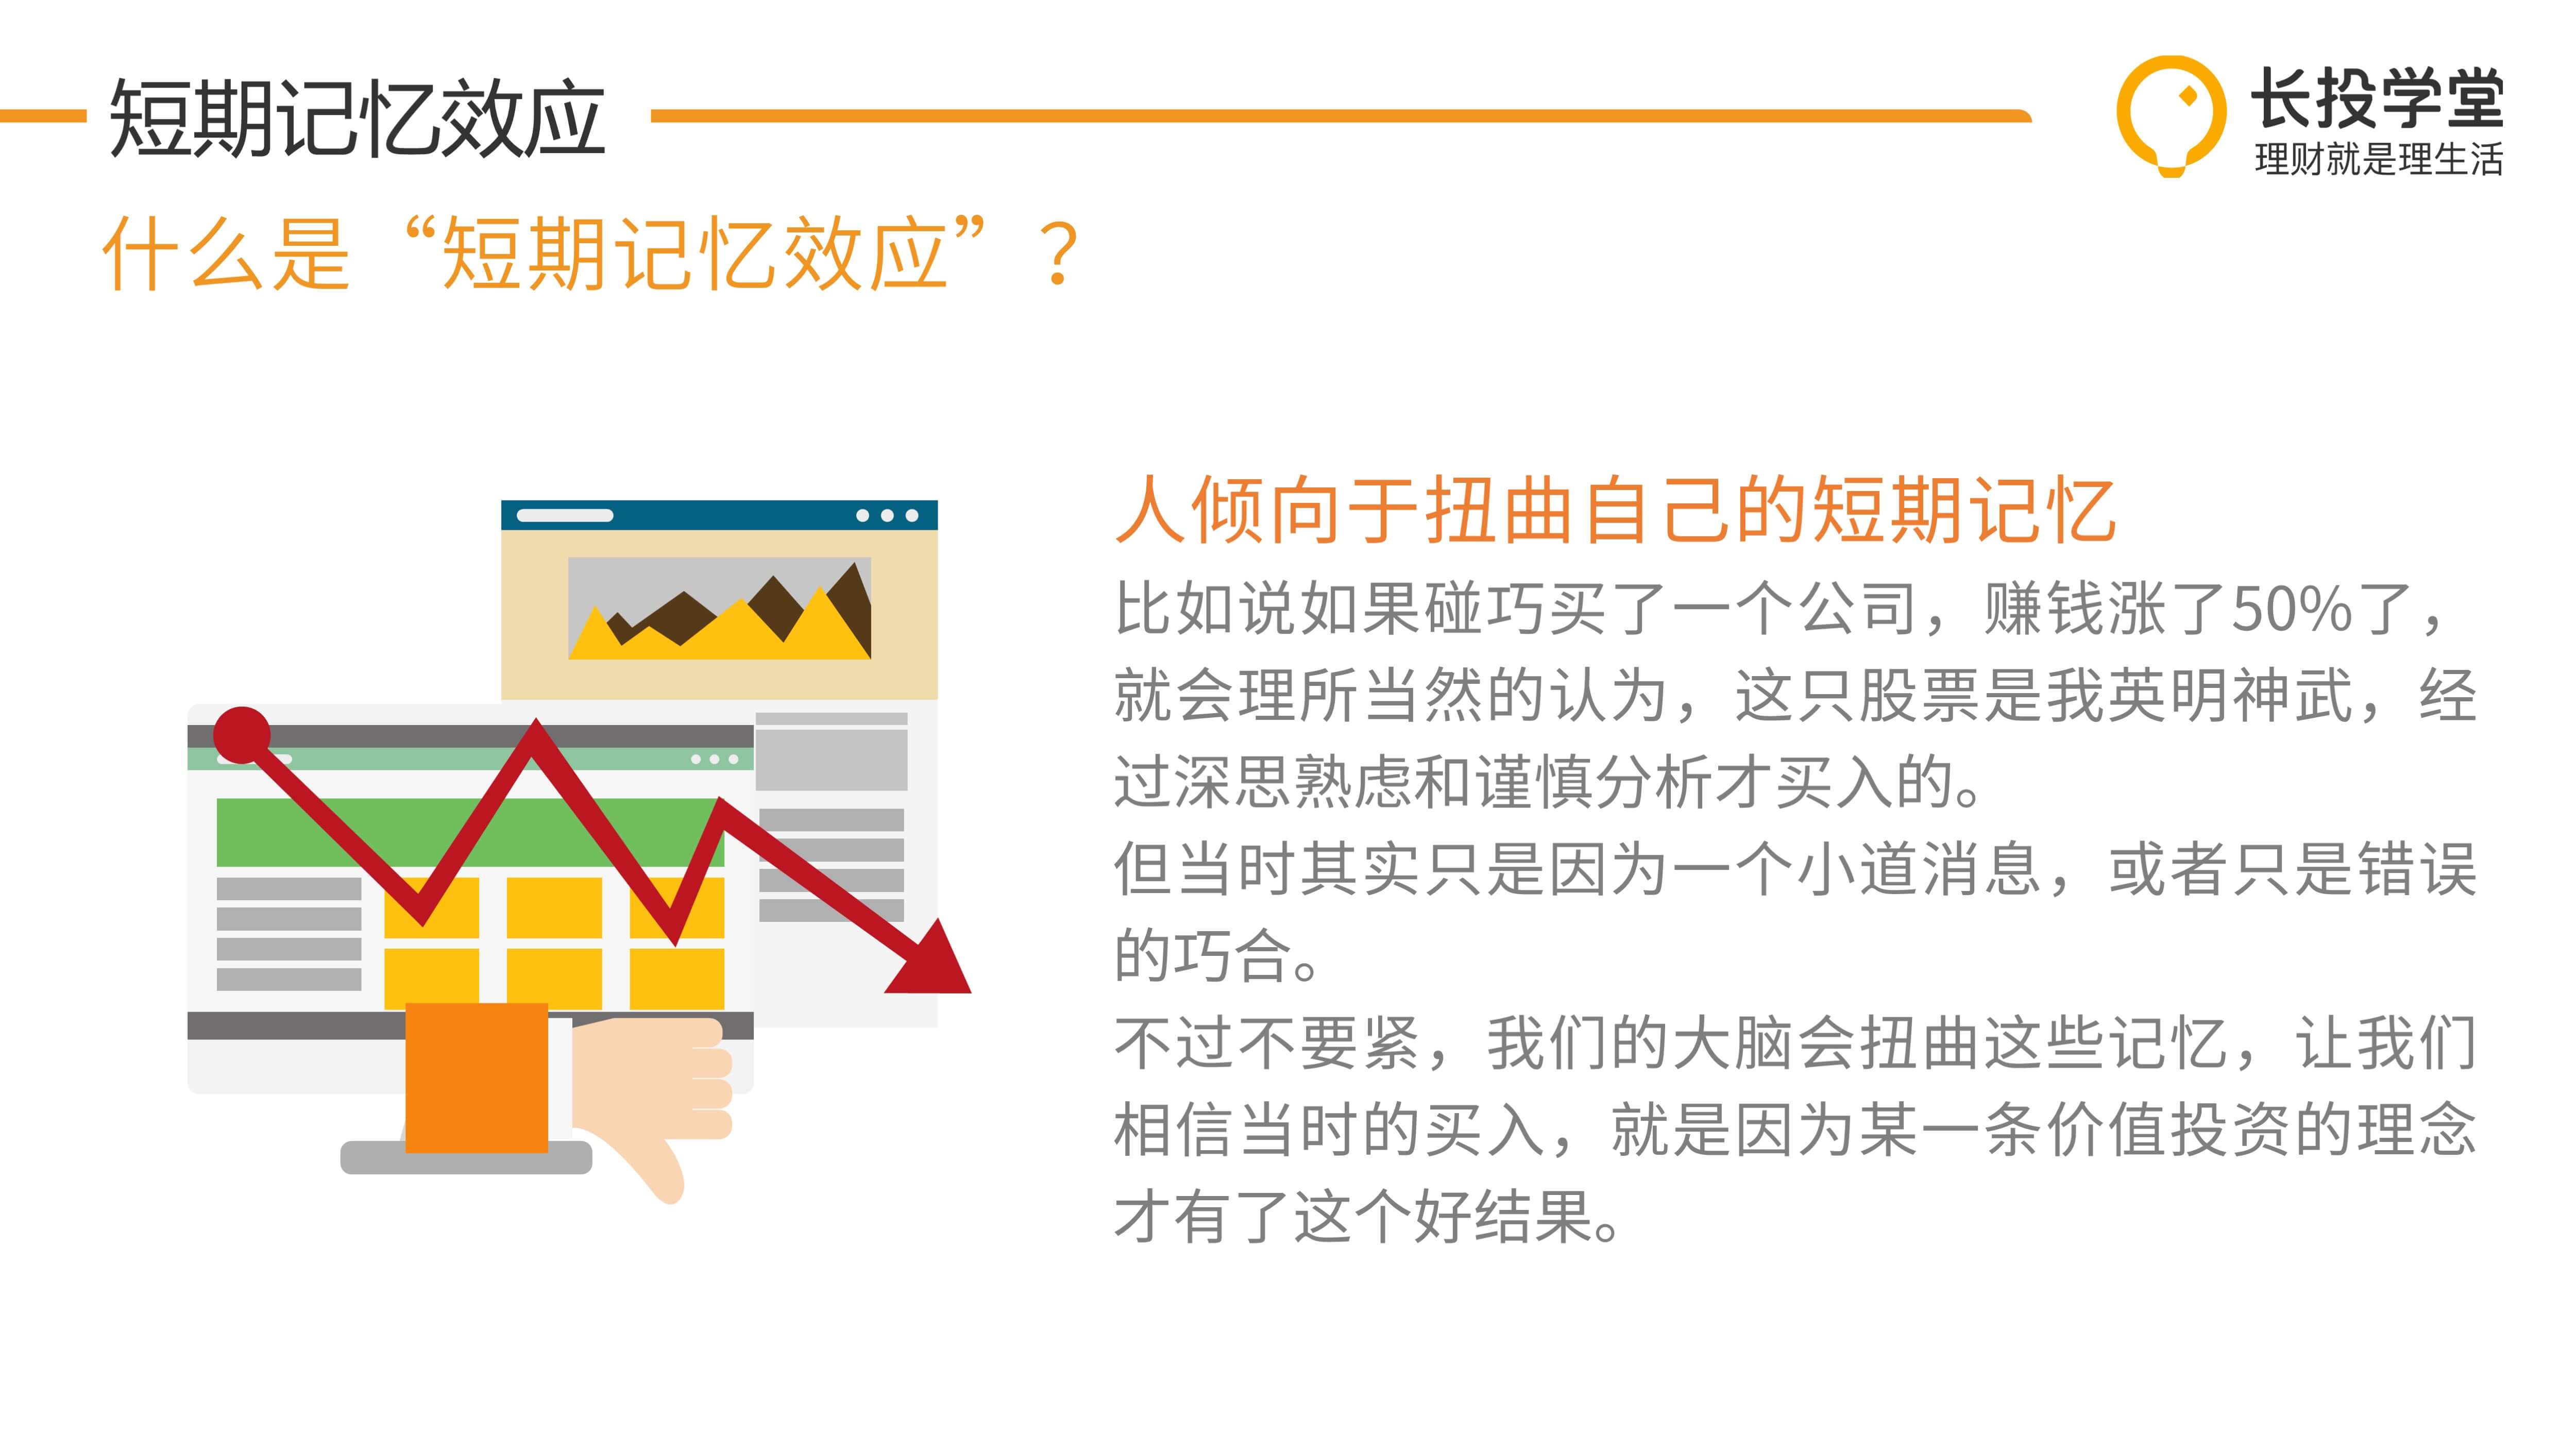 短期记忆效应
长投学堂
理财就是理生活
什么是“短期记忆效应”？
人倾向于扭曲自己的短期记忆
比如说如果碰巧买了一个公司，赚钱涨了50%了，
就会理所当然的认为，这只股票是我英明神武，经
过深思熟虑和谨慎分析才买入的。
但当时其实只是因为一个小道消息，或者只是错误
的巧合。
不过不要紧，我们的大脑会扭曲这些记忆，让我们
相信当时的买入，就是因为某一条价值投资的理念
才有了这个好结果。